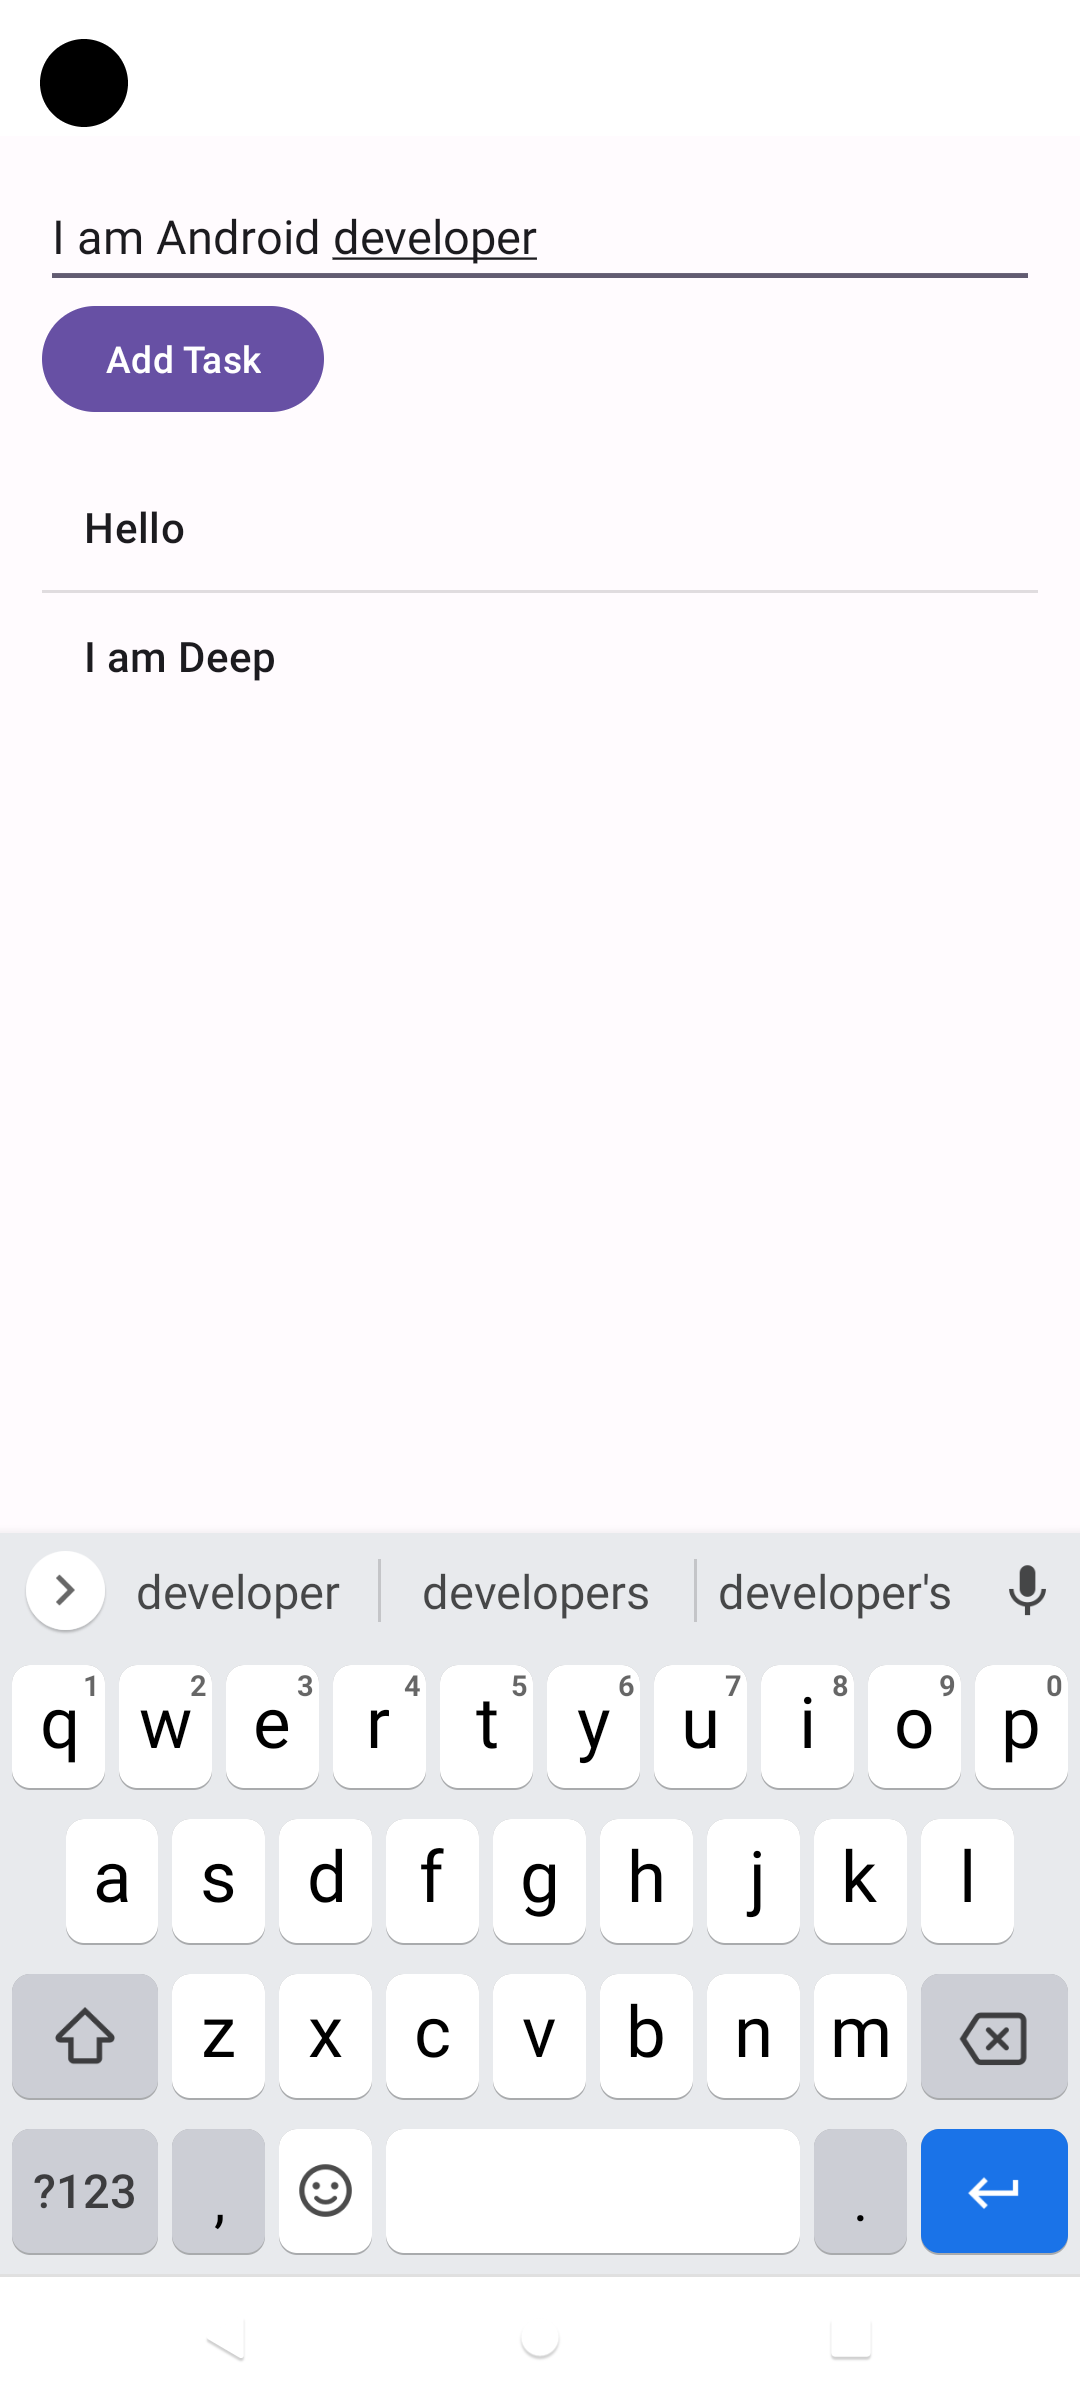 I am Android developer
Add Task
Hello
I am Deep
developer developers developer's
1 2 3 4 5 6 7 8 9 0
q w e r t y u i o p
a s d f g h j k l
z x c v b n m
?123 , .